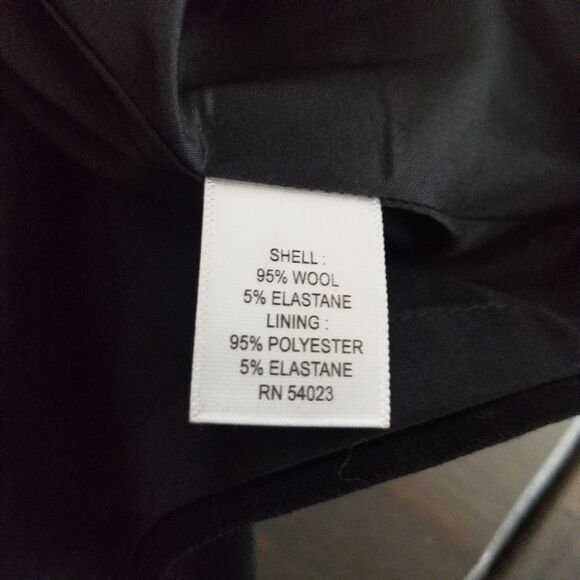 SHELL :
95% WOOL
5% ELASTANE
LINING :
95% POLYESTER
5% ELASTANE
RN 54023